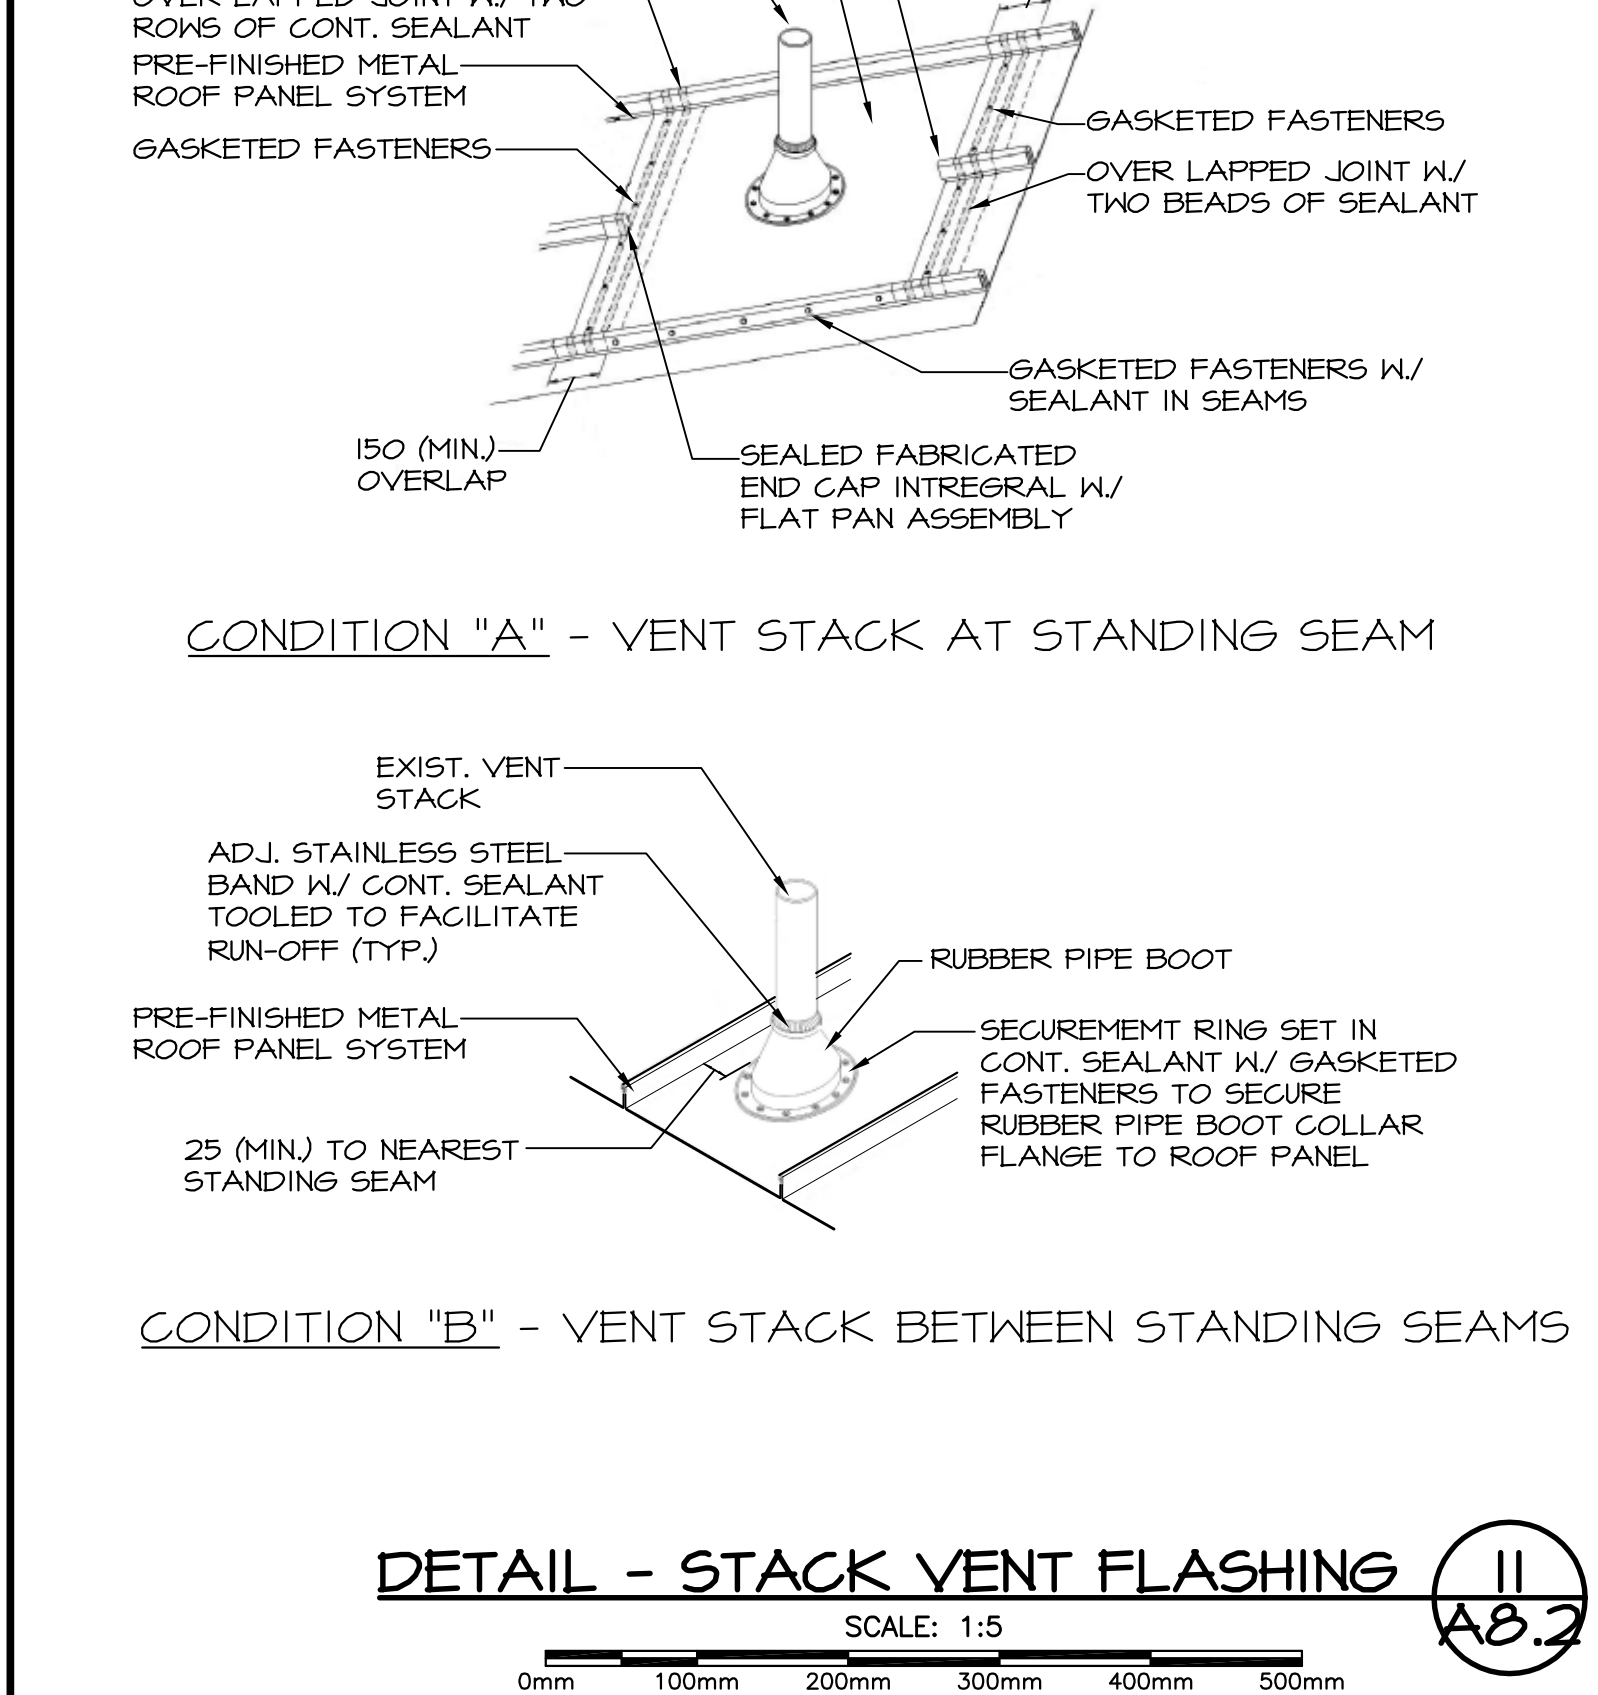 OVER LAPPED JOINT W./ TWO
ROWS OF CONT. SEALANT
PRE-FINISHED METAL
ROOF PANEL SYSTEM
GASKETED FASTENERS
GASKETED FASTENERS
OVER LAPPED JOINT W./
TWO BEADS OF SEALANT
GASKETED FASTENERS W./
SEALANT IN SEAMS
150 (MIN.)
OVERLAP
SEALED FABRICATED
END CAP INTREGRAL W./
FLAT PAN ASSEMBLY
CONDITION "A" - VENT STACK AT STANDING SEAM
EXIST. VENT
STACK
ADJ. STAINLESS STEEL
BAND W./ CONT. SEALANT
TOOLED TO FACILITATE
RUN-OFF (TYP.)
RUBBER PIPE BOOT
PRE-FINISHED METAL
ROOF PANEL SYSTEM
SECUREMEMT RING SET IN
CONT. SEALANT W./ GASKETED
FASTENERS TO SECURE
RUBBER PIPE BOOT COLLAR
FLANGE TO ROOF PANEL
25 (MIN.) TO NEAREST
STANDING SEAM
CONDITION "B" - VENT STACK BETWEEN STANDING SEAMS
DETAIL - STACK VENT FLASHING
11
A8.2
SCALE: 1:5
0mm 100mm 200mm 300mm 400mm 500mm